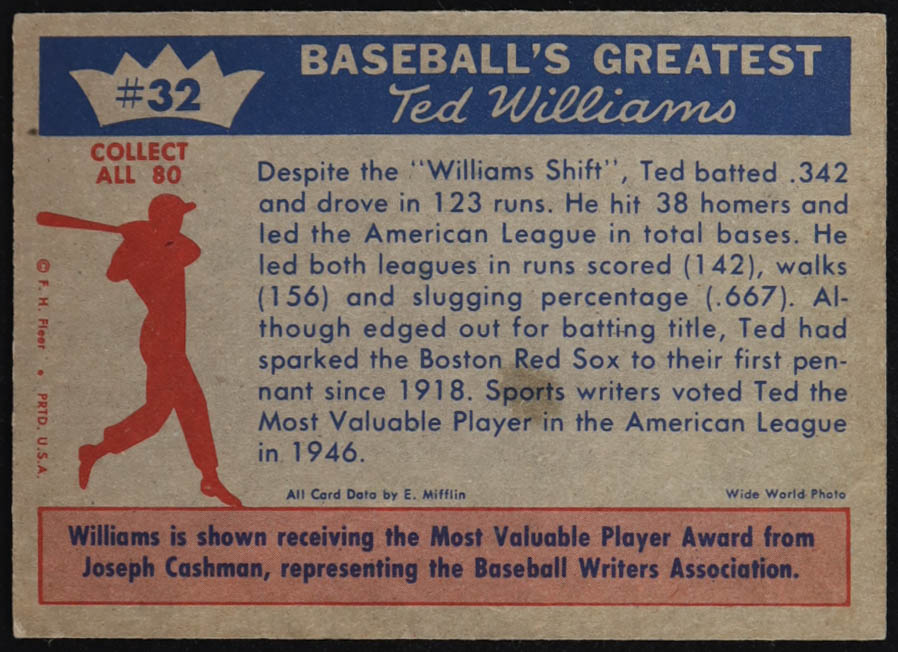 #32
BASEBALL'S GREATEST
Ted Williams
COLLECT
ALL 80
Despite the "Williams Shift", Ted batted .342
and drove in 123 runs. He hit 38 homers and
led the American League in total bases. He
led both leagues in runs scored (142), walks
(156) and slugging percentage (.667). Al-
though edged out for batting title, Ted had
sparked the Boston Red Sox to their first pen-
nant since 1918. Sports writers voted Ted the
Most Valuable Player in the American League
in 1946.
© F. H. Fleer • PRTD. U.S.A.
All Card Data by E. Mifflin
Wide World Photo
Williams is shown receiving the Most Valuable Player Award from
Joseph Cashman, representing the Baseball Writers Association.